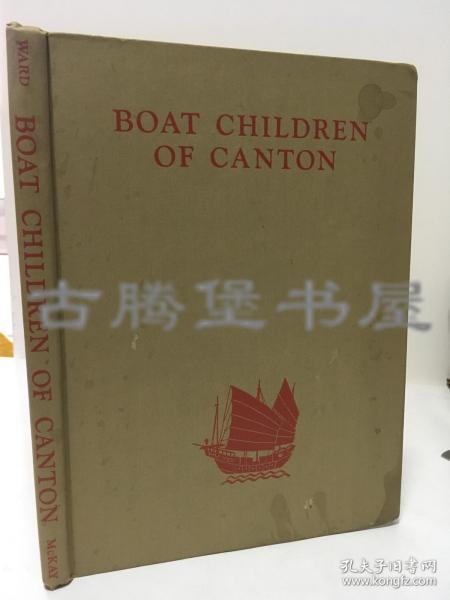 WARD BOAT CHILDREN OF CANTON McKAY
BOAT CHILDREN
OF CANTON
古腾堡书屋
孔夫子旧书网
www.kongfz.com